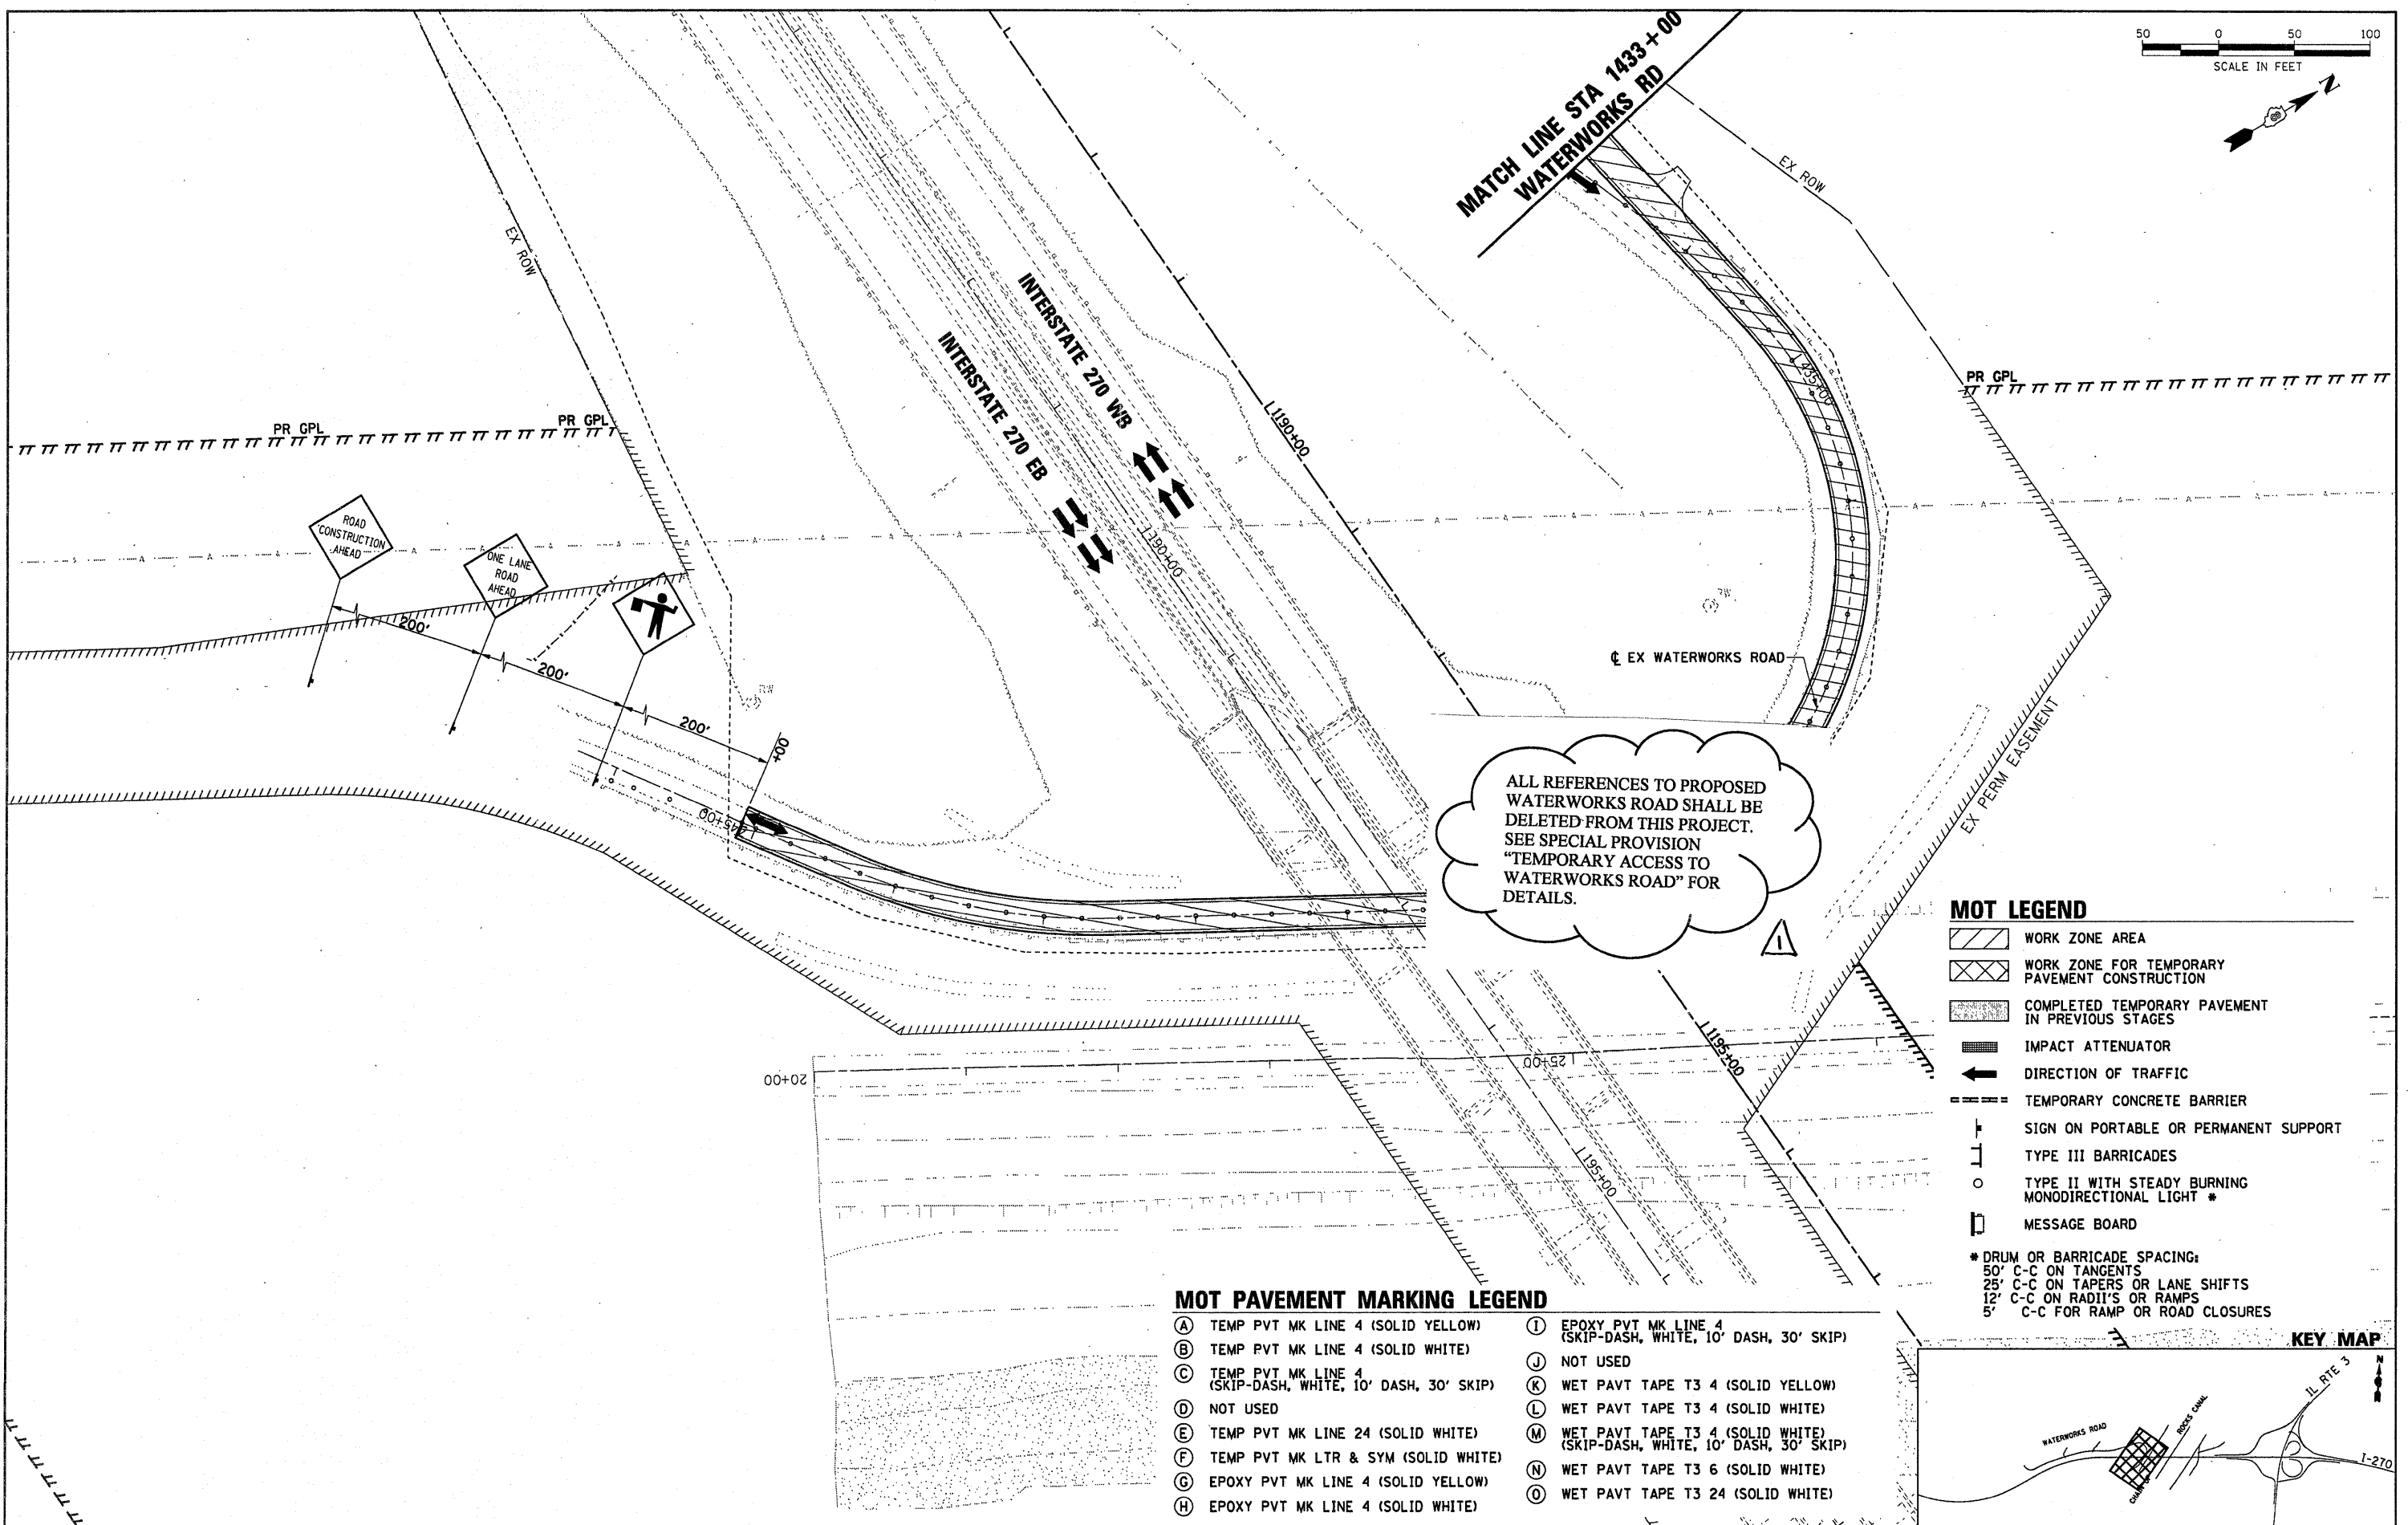 50 0 50 100
SCALE IN FEET
N
MATCH LINE STA 1433+00
WATERWORKS RD
EX ROW
EX ROW
INTERSTATE 270 WB
INTERSTATE 270 EB
1190+00
1190+00
1435+00
PR GPL
PR GPL
PR GPL
ROAD
CONSTRUCTION
AHEAD
ONE LANE
ROAD
AHEAD
200'
200'
200'
+00
℄ EX WATERWORKS ROAD
EX PERM EASEMENT
ALL REFERENCES TO PROPOSED
WATERWORKS ROAD SHALL BE
DELETED FROM THIS PROJECT.
SEE SPECIAL PROVISION
"TEMPORARY ACCESS TO
WATERWORKS ROAD" FOR
DETAILS.
1
20+00
25+00
1195+00
1195+00
MOT LEGEND
WORK ZONE AREA
WORK ZONE FOR TEMPORARY
PAVEMENT CONSTRUCTION
COMPLETED TEMPORARY PAVEMENT
IN PREVIOUS STAGES
IMPACT ATTENUATOR
DIRECTION OF TRAFFIC
TEMPORARY CONCRETE BARRIER
SIGN ON PORTABLE OR PERMANENT SUPPORT
TYPE III BARRICADES
TYPE II WITH STEADY BURNING
MONODIRECTIONAL LIGHT *
MESSAGE BOARD
* DRUM OR BARRICADE SPACING:
50' C-C ON TANGENTS
25' C-C ON TAPERS OR LANE SHIFTS
12' C-C ON RADII'S OR RAMPS
5' C-C FOR RAMP OR ROAD CLOSURES
MOT PAVEMENT MARKING LEGEND
A TEMP PVT MK LINE 4 (SOLID YELLOW)
B TEMP PVT MK LINE 4 (SOLID WHITE)
C TEMP PVT MK LINE 4
(SKIP-DASH, WHITE, 10' DASH, 30' SKIP)
D NOT USED
E TEMP PVT MK LINE 24 (SOLID WHITE)
F TEMP PVT MK LTR & SYM (SOLID WHITE)
G EPOXY PVT MK LINE 4 (SOLID YELLOW)
H EPOXY PVT MK LINE 4 (SOLID WHITE)
I EPOXY PVT MK LINE 4
(SKIP-DASH, WHITE, 10' DASH, 30' SKIP)
J NOT USED
K WET PAVT TAPE T3 4 (SOLID YELLOW)
L WET PAVT TAPE T3 4 (SOLID WHITE)
M WET PAVT TAPE T3 4 (SOLID WHITE)
(SKIP-DASH, WHITE, 10' DASH, 30' SKIP)
N WET PAVT TAPE T3 6 (SOLID WHITE)
O WET PAVT TAPE T3 24 (SOLID WHITE)
KEY MAP
N
IL RTE 3
WATERWORKS ROAD
ROCKS CANAL
I-270